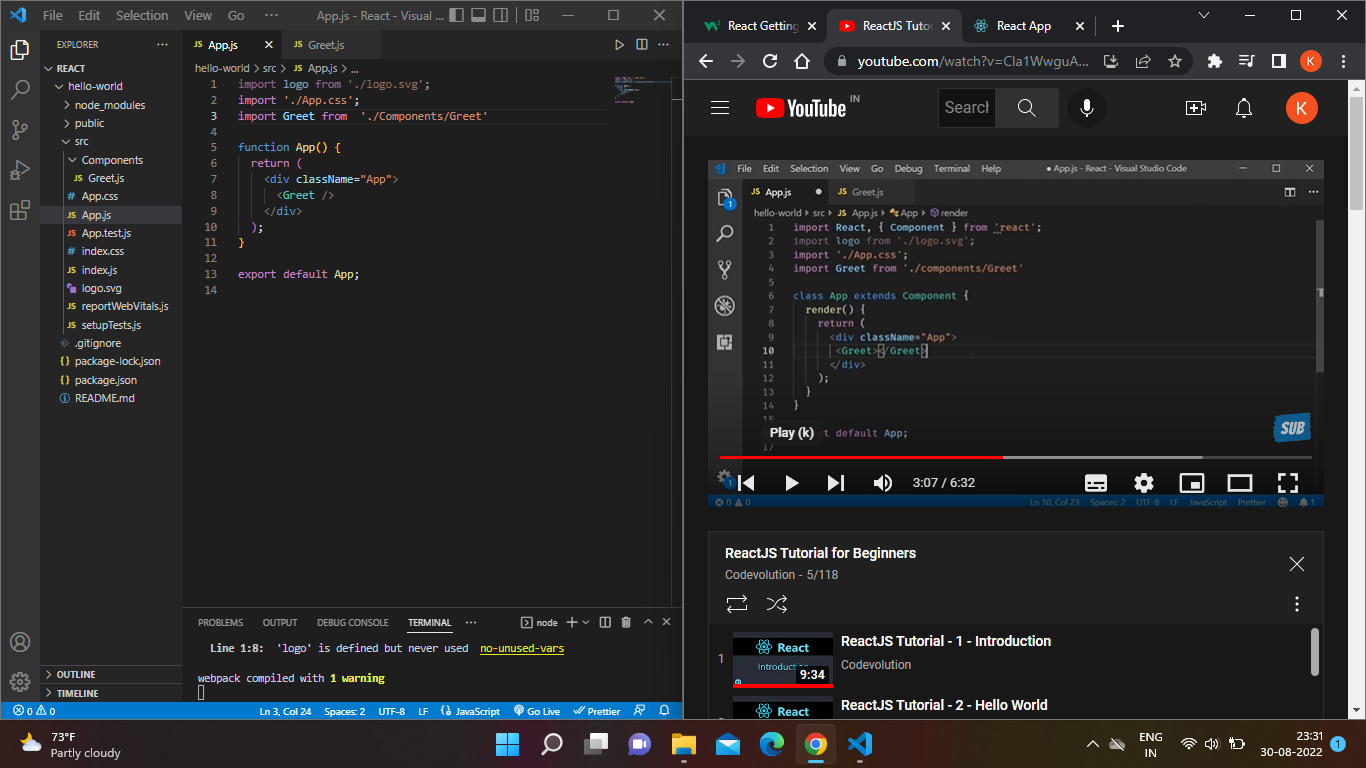 File Edit Selection View Go ··· App.js - React - Visual ...
EXPLORER ···
REACT
hello-world
node_modules
public
src
Components
JS Greet.js
# App.css
JS App.js
JS App.test.js
# index.css
JS index.js
logo.svg
JS reportWebVitals.js
JS setupTests.js
.gitignore
{} package-lock.json
{} package.json
README.md
OUTLINE
TIMELINE
JS App.js JS Greet.js ···
hello-world > src > JS App.js > ...
1 import logo from './logo.svg';
2 import './App.css';
3 import Greet from  './Components/Greet'
4
5 function App() {
6 return (
7 <div className="App">
8 <Greet />
9 </div>
10 );
11 }
12
13 export default App;
14
PROBLEMS OUTPUT DEBUG CONSOLE TERMINAL ··· node
Line 1:8:  'logo' is defined but never used  no-unused-vars
webpack compiled with 1 warning
0 0 Ln 3, Col 24 Spaces: 2 UTF-8 LF {} JavaScript Go Live Prettier
React Getting ReactJS Tutor React App
youtube.com/watch?v=Cla1WwguA... K
YouTube IN Search K
File Edit Selection View Go Debug Terminal Help ● App.js - React - Visual Studio Code
1
JS App.js ● JS Greet.js ···
hello-world > src > JS App.js > App > render
1 import React, { Component } from 'react';
2 import logo from './logo.svg';
3 import './App.css';
4 import Greet from './components/Greet'
5
6 class App extends Component {
7 render() {
8 return (
9 <div className="App">
10 <Greet></Greet>
11 </div>
12 );
13 }
14 }
15
Play (k) t default App;
17
SUB
1 3:07 / 6:32
0 0 Ln 10, Col 23 Spaces: 2 UTF-8 LF JavaScript Prettier 1
ReactJS Tutorial for Beginners
Codevolution - 5/118
1 React Introduction 9:34
ReactJS Tutorial - 1 - Introduction
Codevolution
React
ReactJS Tutorial - 2 - Hello World
73°F
Partly cloudy
ENG
IN
23:31
30-08-2022
1